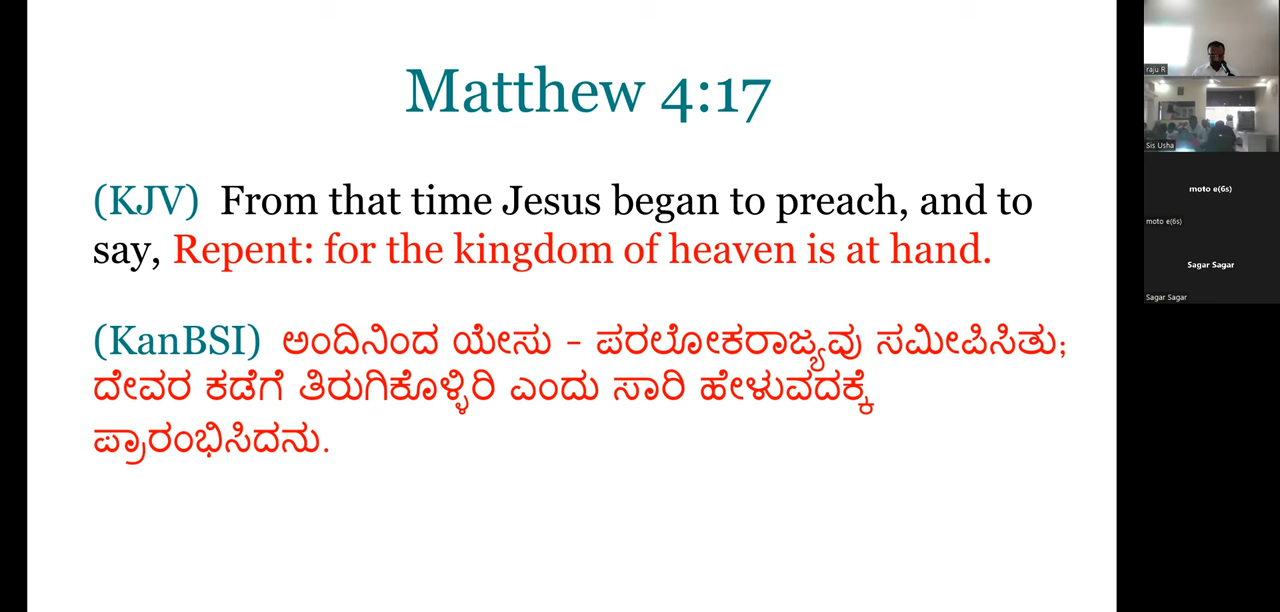 Matthew 4:17
(KJV) From that time Jesus began to preach, and to
say, Repent: for the kingdom of heaven is at hand.
(KanBSI) ಅಂದಿನಿಂದ ಯೇಸು - ಪರಲೋಕರಾಜ್ಯವು ಸಮೀಪಿಸಿತು;
ದೇವರ ಕಡೆಗೆ ತಿರುಗಿಕೊಳ್ಳಿರಿ ಎಂದು ಸಾರಿ ಹೇಳುವದಕ್ಕೆ
ಪ್ರಾರಂಭಿಸಿದನು.
raju R
Sis Usha
moto e(6s)
moto e(6s)
Sagar Sagar
Sagar Sagar